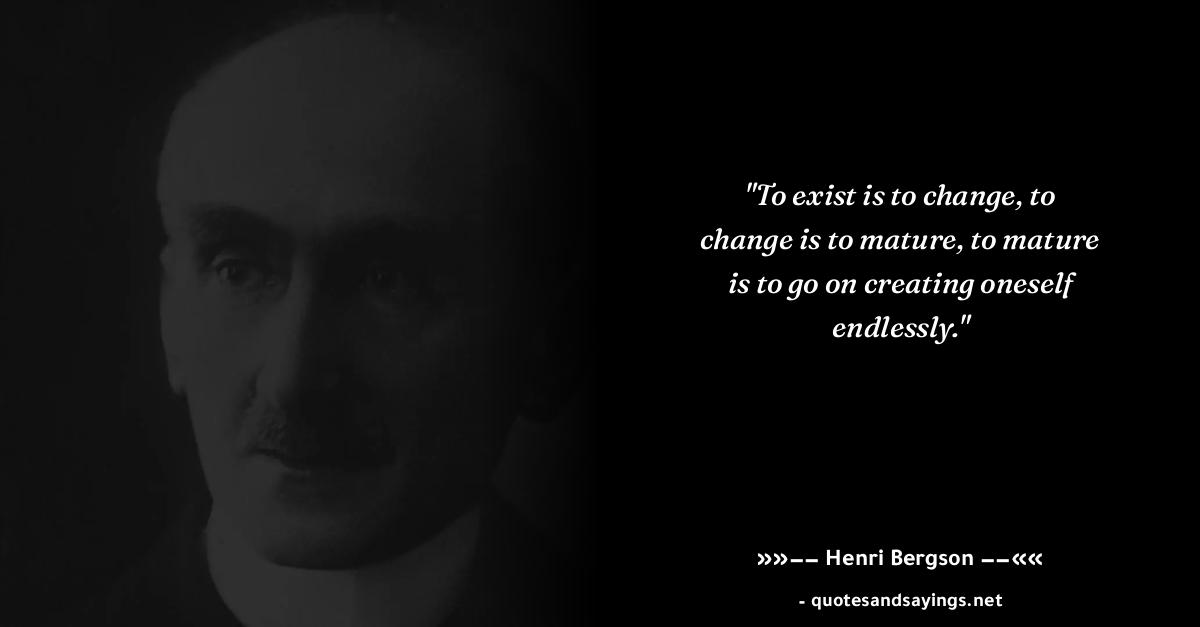 "To exist is to change, to
change is to mature, to mature
is to go on creating oneself
endlessly."
»»−− Henri Bergson −−««
- quotesandsayings.net